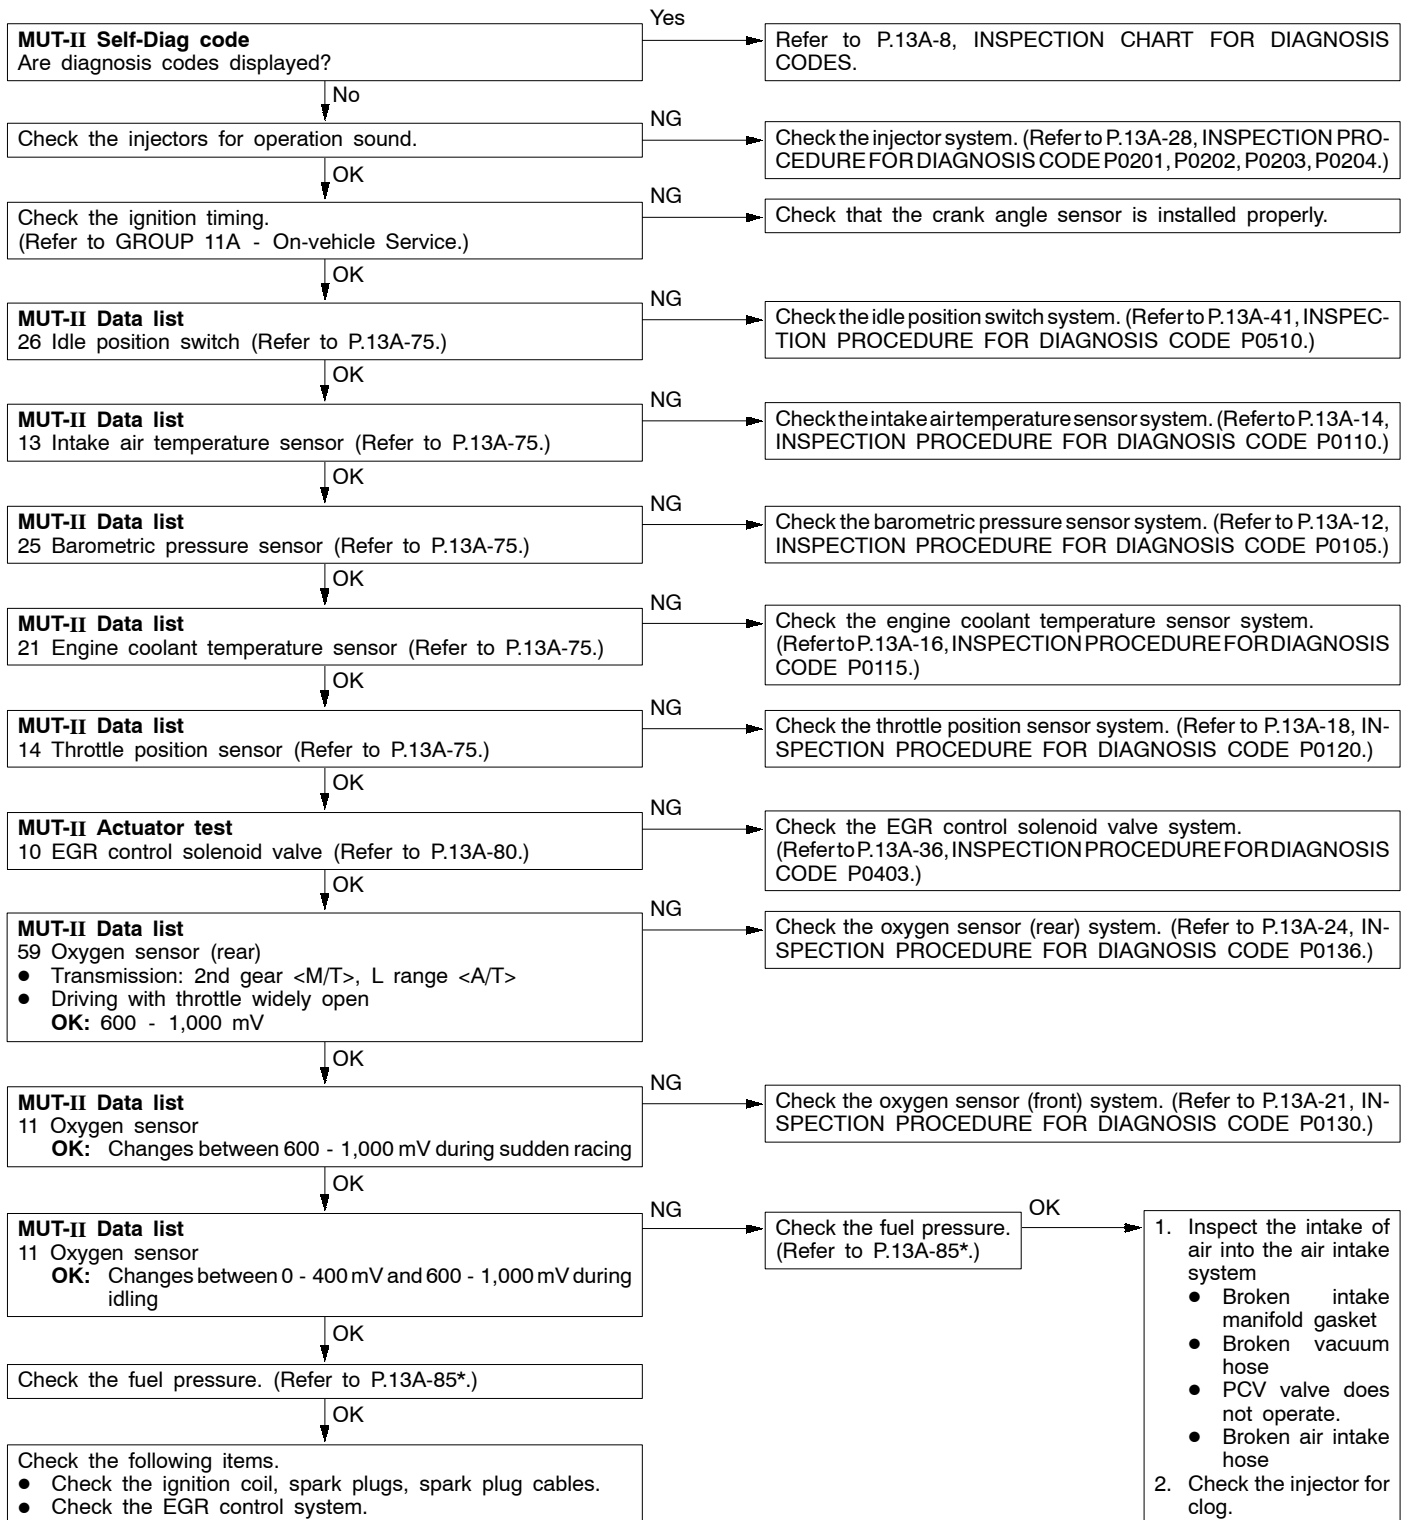 Yes
MUT-II Self-Diag code
Are diagnosis codes displayed?
Refer to P.13A-8, INSPECTION CHART FOR DIAGNOSIS
CODES.
No
Check the injectors for operation sound.
NG
Check the injector system. (Refer to P.13A-28, INSPECTION PRO-
CEDURE FOR DIAGNOSIS CODE P0201, P0202, P0203, P0204.)
OK
Check the ignition timing.
(Refer to GROUP 11A - On-vehicle Service.)
NG
Check that the crank angle sensor is installed properly.
OK
MUT-II Data list
26 Idle position switch (Refer to P.13A-75.)
NG
Check the idle position switch system. (Refer to P.13A-41, INSPEC-
TION PROCEDURE FOR DIAGNOSIS CODE P0510.)
OK
MUT-II Data list
13 Intake air temperature sensor (Refer to P.13A-75.)
NG
Check the intake air temperature sensor system. (Refer to P.13A-14,
INSPECTION PROCEDURE FOR DIAGNOSIS CODE P0110.)
OK
MUT-II Data list
25 Barometric pressure sensor (Refer to P.13A-75.)
NG
Check the barometric pressure sensor system. (Refer to P.13A-12,
INSPECTION PROCEDURE FOR DIAGNOSIS CODE P0105.)
OK
MUT-II Data list
21 Engine coolant temperature sensor (Refer to P.13A-75.)
NG
Check the engine coolant temperature sensor system.
(Refer to P.13A-16, INSPECTION PROCEDURE FOR DIAGNOSIS
CODE P0115.)
OK
MUT-II Data list
14 Throttle position sensor (Refer to P.13A-75.)
NG
Check the throttle position sensor system. (Refer to P.13A-18, IN-
SPECTION PROCEDURE FOR DIAGNOSIS CODE P0120.)
OK
MUT-II Actuator test
10 EGR control solenoid valve (Refer to P.13A-80.)
NG
Check the EGR control solenoid valve system.
(Refer to P.13A-36, INSPECTION PROCEDURE FOR DIAGNOSIS
CODE P0403.)
OK
MUT-II Data list
59 Oxygen sensor (rear)
● Transmission: 2nd gear <M/T>, L range <A/T>
● Driving with throttle widely open
OK: 600 - 1,000 mV
NG
Check the oxygen sensor (rear) system. (Refer to P.13A-24, IN-
SPECTION PROCEDURE FOR DIAGNOSIS CODE P0136.)
OK
MUT-II Data list
11 Oxygen sensor
OK: Changes between 600 - 1,000 mV during sudden racing
NG
Check the oxygen sensor (front) system. (Refer to P.13A-21, IN-
SPECTION PROCEDURE FOR DIAGNOSIS CODE P0130.)
OK
MUT-II Data list
11 Oxygen sensor
OK: Changes between 0 - 400 mV and 600 - 1,000 mV during
idling
NG
Check the fuel pressure.
(Refer to P.13A-85*.)
OK
1. Inspect the intake of
air into the air intake
system
● Broken intake
manifold gasket
● Broken vacuum
hose
● PCV valve does
not operate.
● Broken air intake
hose
2. Check the injector for
clog.
OK
Check the fuel pressure. (Refer to P.13A-85*.)
OK
Check the following items.
● Check the ignition coil, spark plugs, spark plug cables.
● Check the EGR control system.